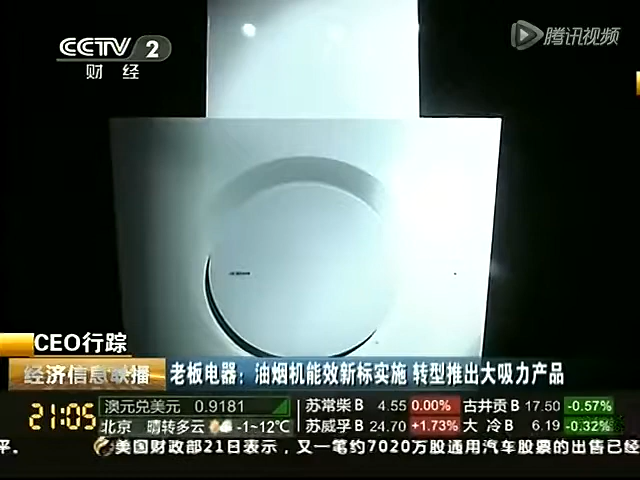 CCTV 2
财 经
腾讯视频
CEO行踪
经济信息联播
老板电器：油烟机能效新标实施 转型推出大吸力产品
21:05
澳元兑美元 0.9181
苏常柴B 4.55 0.00% 古井贡B 17.50 -0.57%
北京 晴转多云 -1~12℃
苏威孚B 24.70 +1.73% 大 冷B 6.19 -0.32%
平。 美国财政部21日表示，又一笔约7020万股通用汽车股票的出售已经